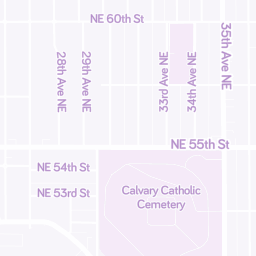 NE 60th St
28th Ave NE
29th Ave NE
33rd Ave NE
34th Ave NE
35th Ave NE
NE 55th St
NE 54th St
NE 53rd St
Calvary Catholic
Cemetery